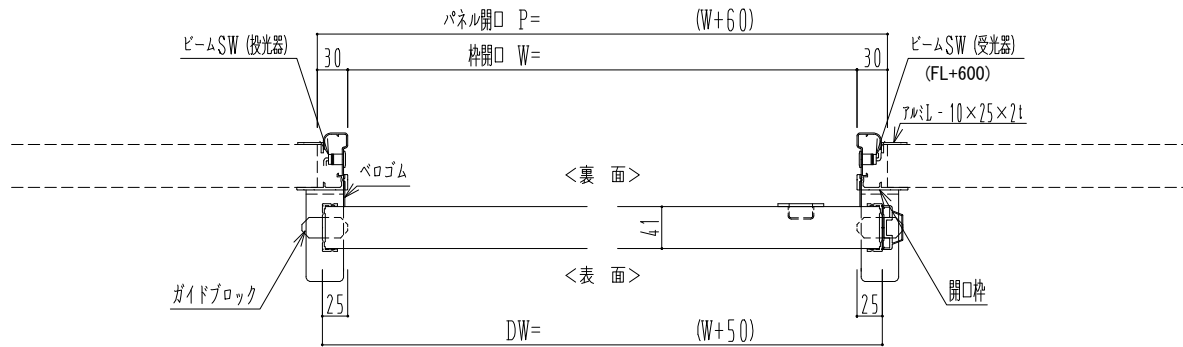 パネル開口 P= (W+60)
ビームSW (投光器)
30
枠開口 W=
30
ビームSW (受光器)
(FL+600)
アルミL - 10×25×2t
ベロゴム
<裏 面>
41
<表 面>
ガイドブロック
25
25
開口枠
DW= (W+50)